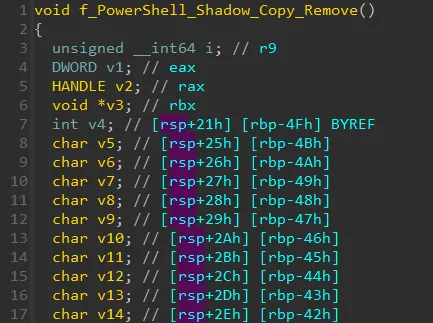 1 void f_PowerShell_Shadow_Copy_Remove()
2 {
3 unsigned __int64 i; // r9
4 DWORD v1; // eax
5 HANDLE v2; // rax
6 void *v3; // rbx
7 int v4; // [rsp+21h] [rbp-4Fh] BYREF
8 char v5; // [rsp+25h] [rbp-4Bh]
9 char v6; // [rsp+26h] [rbp-4Ah]
10 char v7; // [rsp+27h] [rbp-49h]
11 char v8; // [rsp+28h] [rbp-48h]
12 char v9; // [rsp+29h] [rbp-47h]
13 char v10; // [rsp+2Ah] [rbp-46h]
14 char v11; // [rsp+2Bh] [rbp-45h]
15 char v12; // [rsp+2Ch] [rbp-44h]
16 char v13; // [rsp+2Dh] [rbp-43h]
17 char v14; // [rsp+2Eh] [rbp-42h]